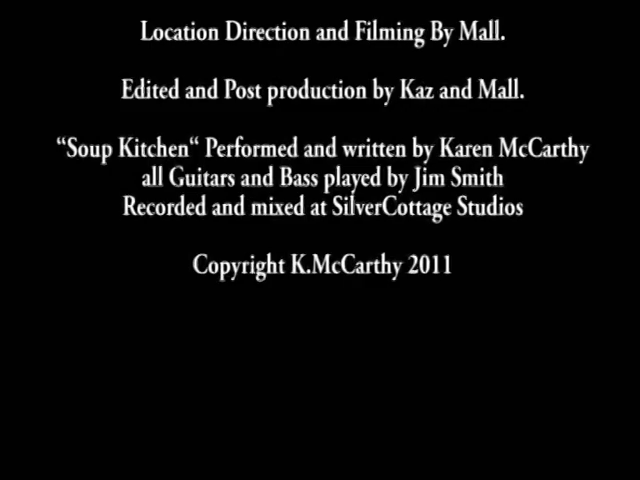 Location Direction and Filming By Mall.
Edited and Post production by Kaz and Mall.
“Soup Kitchen“ Performed and written by Karen McCarthy
all Guitars and Bass played by Jim Smith
Recorded and mixed at SilverCottage Studios
Copyright K.McCarthy 2011